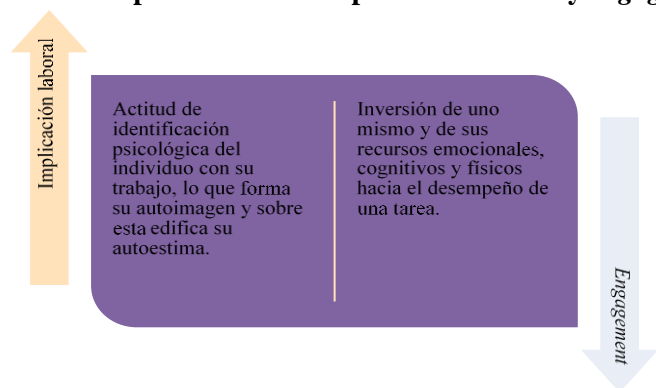 Implicación laboral
Actitud de
identificación
psicológica del
individuo con su
trabajo, lo que forma
su autoimagen y sobre
esta edifica su
autoestima.
Inversión de uno
mismo y de sus
recursos emocionales,
cognitivos y físicos
hacia el desempeño de
una tarea.
Engagement